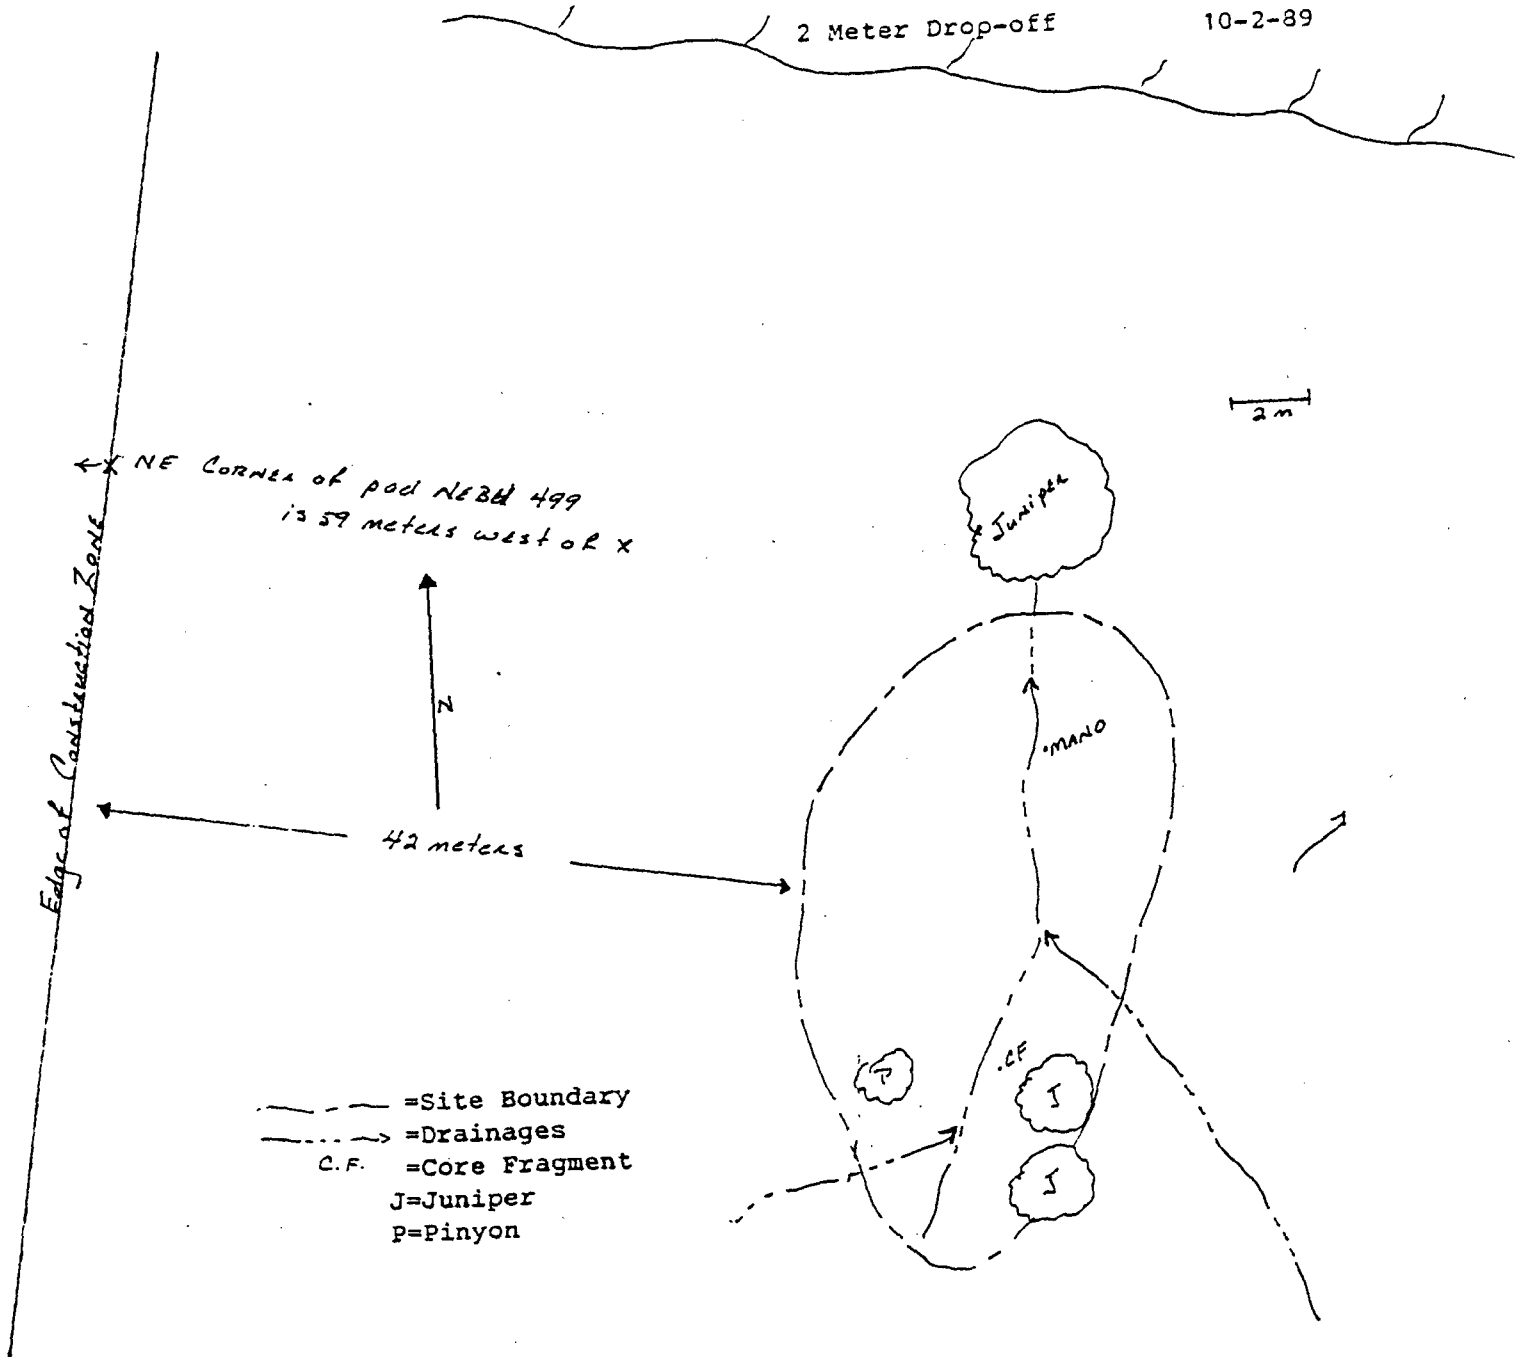 2 Meter Drop-off
10-2-89
2 m
NE CORNER of pad NEBU 499
is 59 meters west of x
Juniper
Edge of Construction ZONE
N
.MANO
42 meters
.CF
P
J
J
=Site Boundary
=Drainages
C.F. =Core Fragment
J=Juniper
P=Pinyon